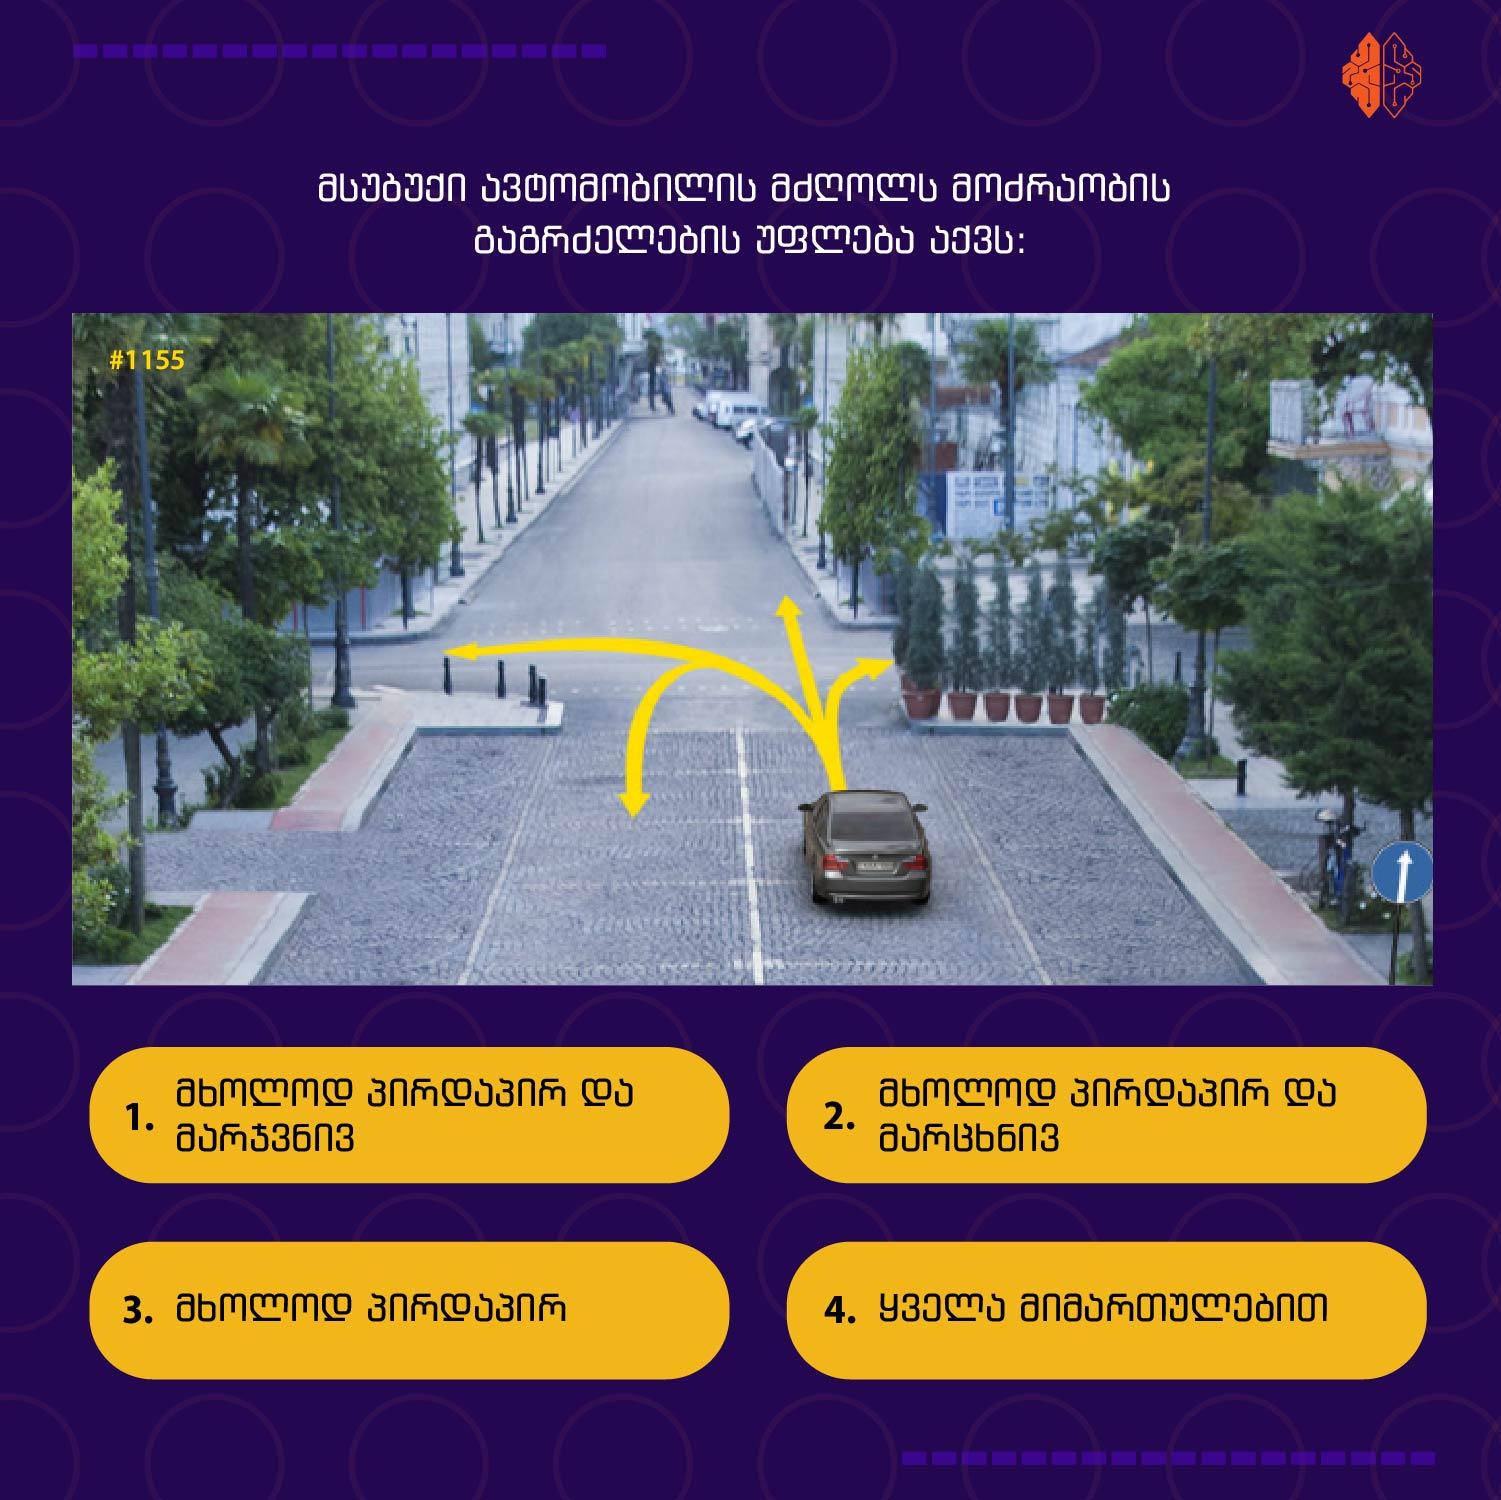 მსუბუქი ავტომობილის მძღოლს მოძრაობის
გაგრძელების უფლება აქვს:
#1155
1. მხოლოდ პირდაპირ და
მარჯვნივ
2. მხოლოდ პირდაპირ და
მარცხნივ
3. მხოლოდ პირდაპირ
4. ყველა მიმართულებით